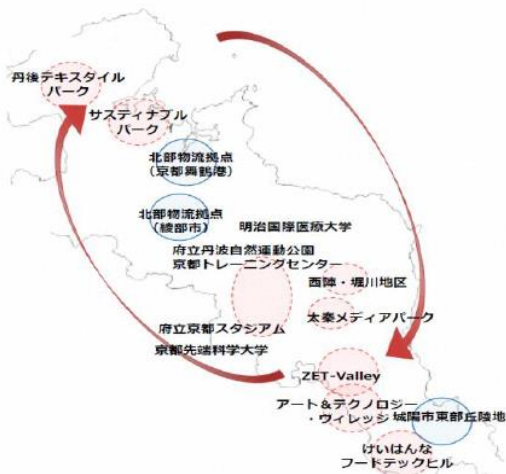 丹後テキスタイル
パーク
サスティナブル
パーク
北部物流拠点
（京都舞鶴港）
北部物流拠点
（綾部市）
明治国際医療大学
府立丹波自然運動公園
京都トレーニングセンター
西陣・堀川地区
太秦メディアパーク
府立京都スタジアム
京都先端科学大学
ZET-Valley
アート＆テクノロジー
・ヴィレッジ
城陽市東部丘陵地
けいはんな
フードテックヒル